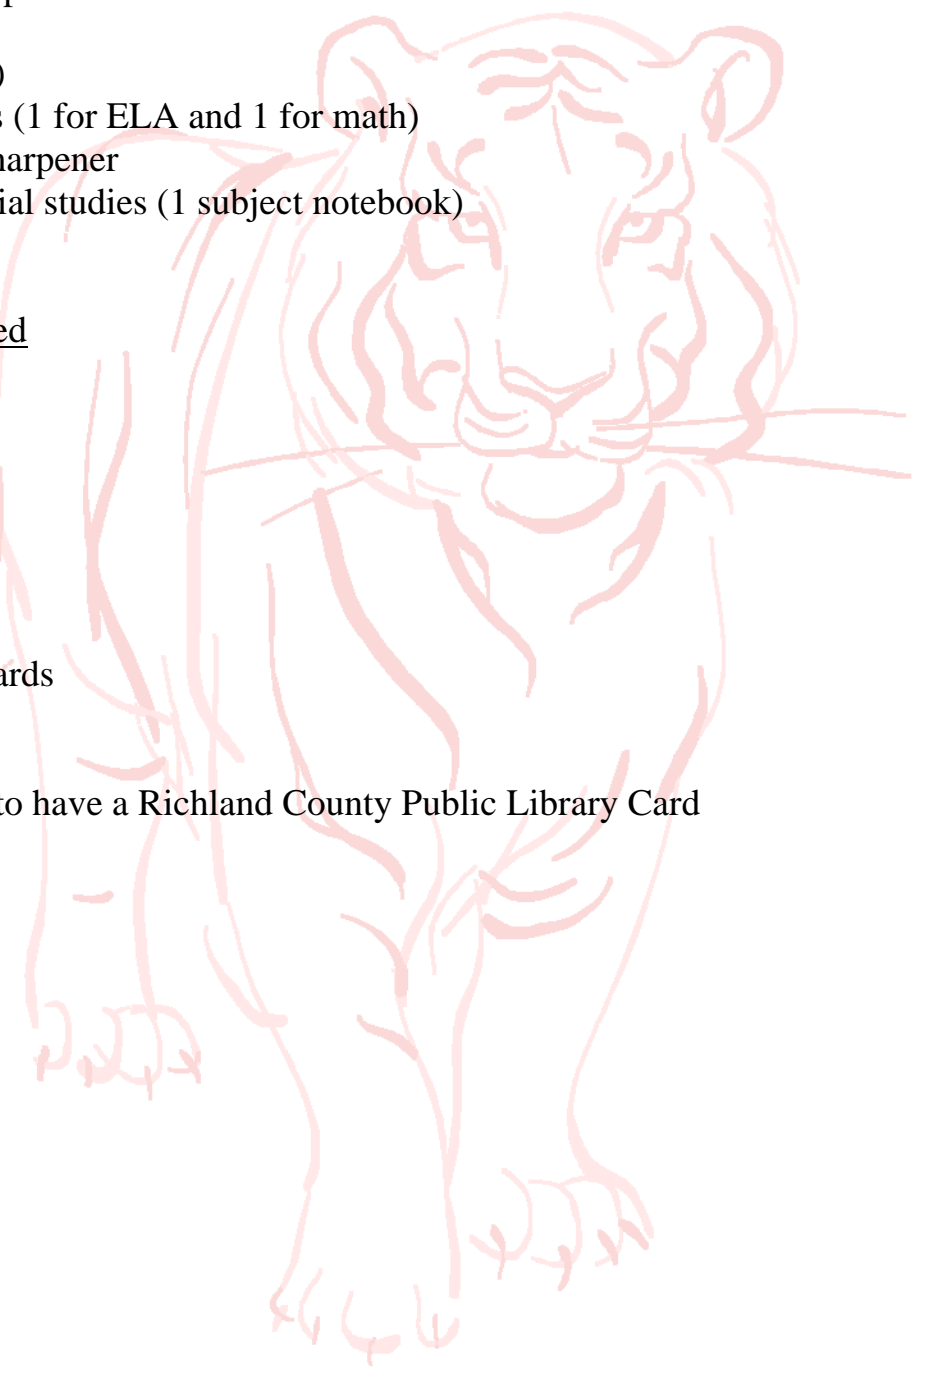 )
(1 for ELA and 1 for math)
harpener
ial studies (1 subject notebook)
ed
ards
to have a Richland County Public Library Card